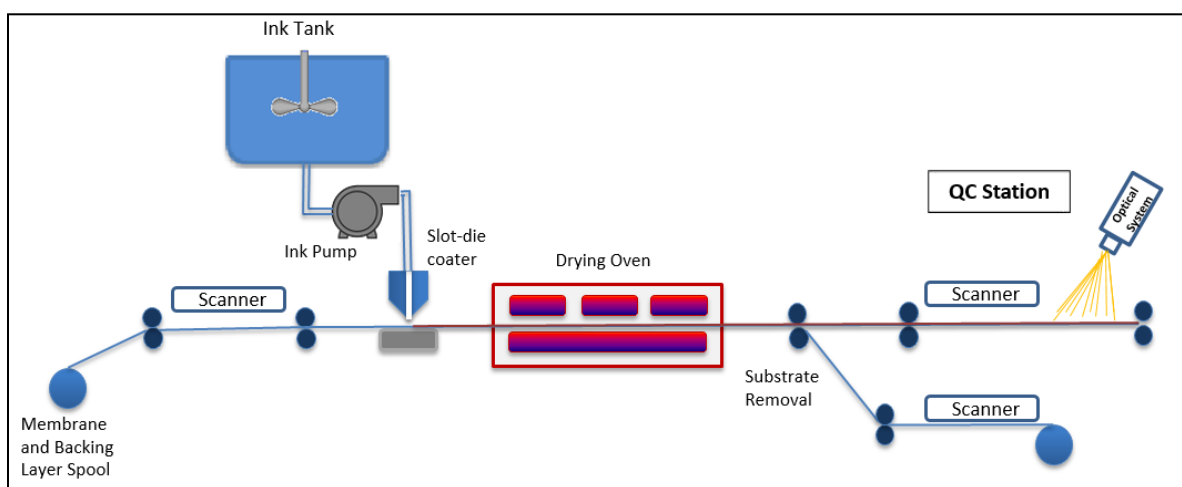 Ink Tank
Ink Pump
Slot-die
coater
Drying Oven
QC Station
Optical
System
Scanner
Scanner
Membrane
and Backing
Layer Spool
Substrate
Removal
Scanner